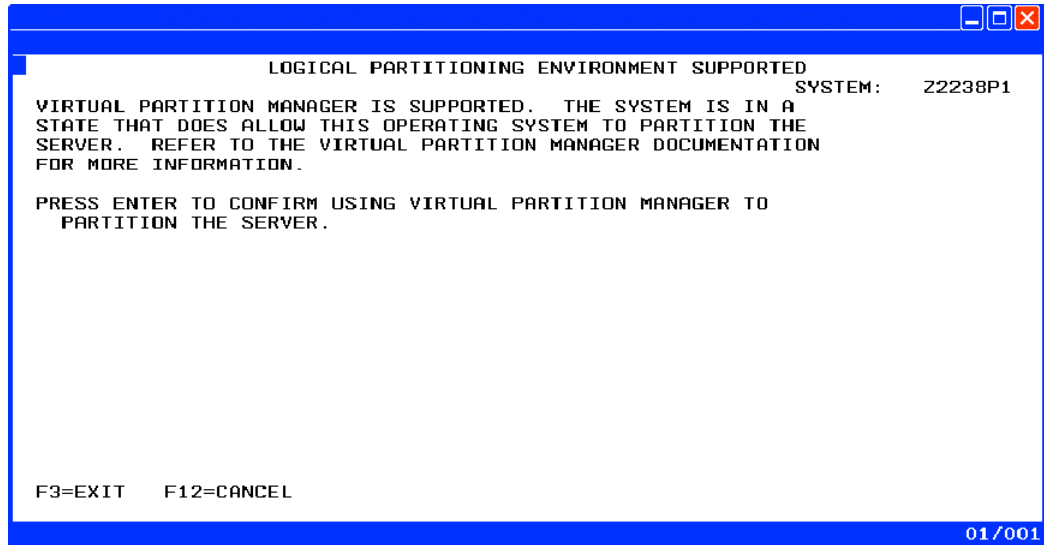 LOGICAL PARTITIONING ENVIRONMENT SUPPORTED
SYSTEM: Z2238P1
VIRTUAL PARTITION MANAGER IS SUPPORTED. THE SYSTEM IS IN A
STATE THAT DOES ALLOW THIS OPERATING SYSTEM TO PARTITION THE
SERVER. REFER TO THE VIRTUAL PARTITION MANAGER DOCUMENTATION
FOR MORE INFORMATION.
PRESS ENTER TO CONFIRM USING VIRTUAL PARTITION MANAGER TO
PARTITION THE SERVER.
F3=EXIT F12=CANCEL
01/001